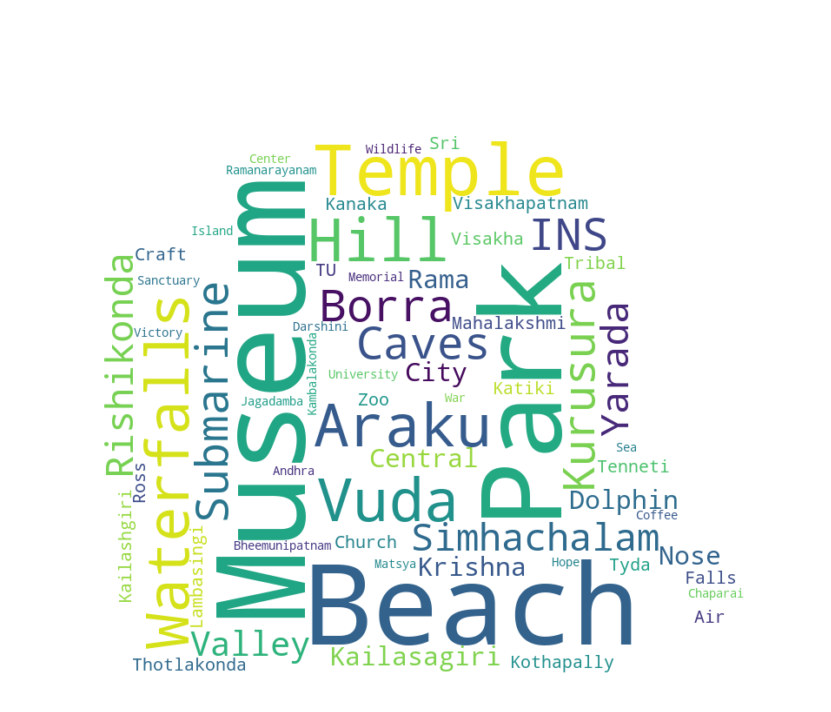 Wildlife
Sri
Center
Temple
Ramanarayanam
Kanaka
Visakhapatnam
Island
Hill
Visakha
INS
Craft
Museum
TU
Memorial
Rama
Tribal
Sanctuary
Rishikonda
Submarine
Borra
Park
Kurusura
Yarada
Victory
Waterfalls
Darshini
Mahalakshmi
Caves
Kambalakonda
University
City
Katiki
Jagadamba
Zoo
War
Araku
Central
Sea
Tenneti
Ross
Andhra
Vuda
Dolphin
Coffee
Kailashgiri
Lambasingi
Bheemunipatnam
Church
Simhachalam
Nose
Matsya
Krishna
Hope
Tyda
Falls
Chaparai
Beach
Air
Valley
Kailasagiri
Kothapally
Thotlakonda